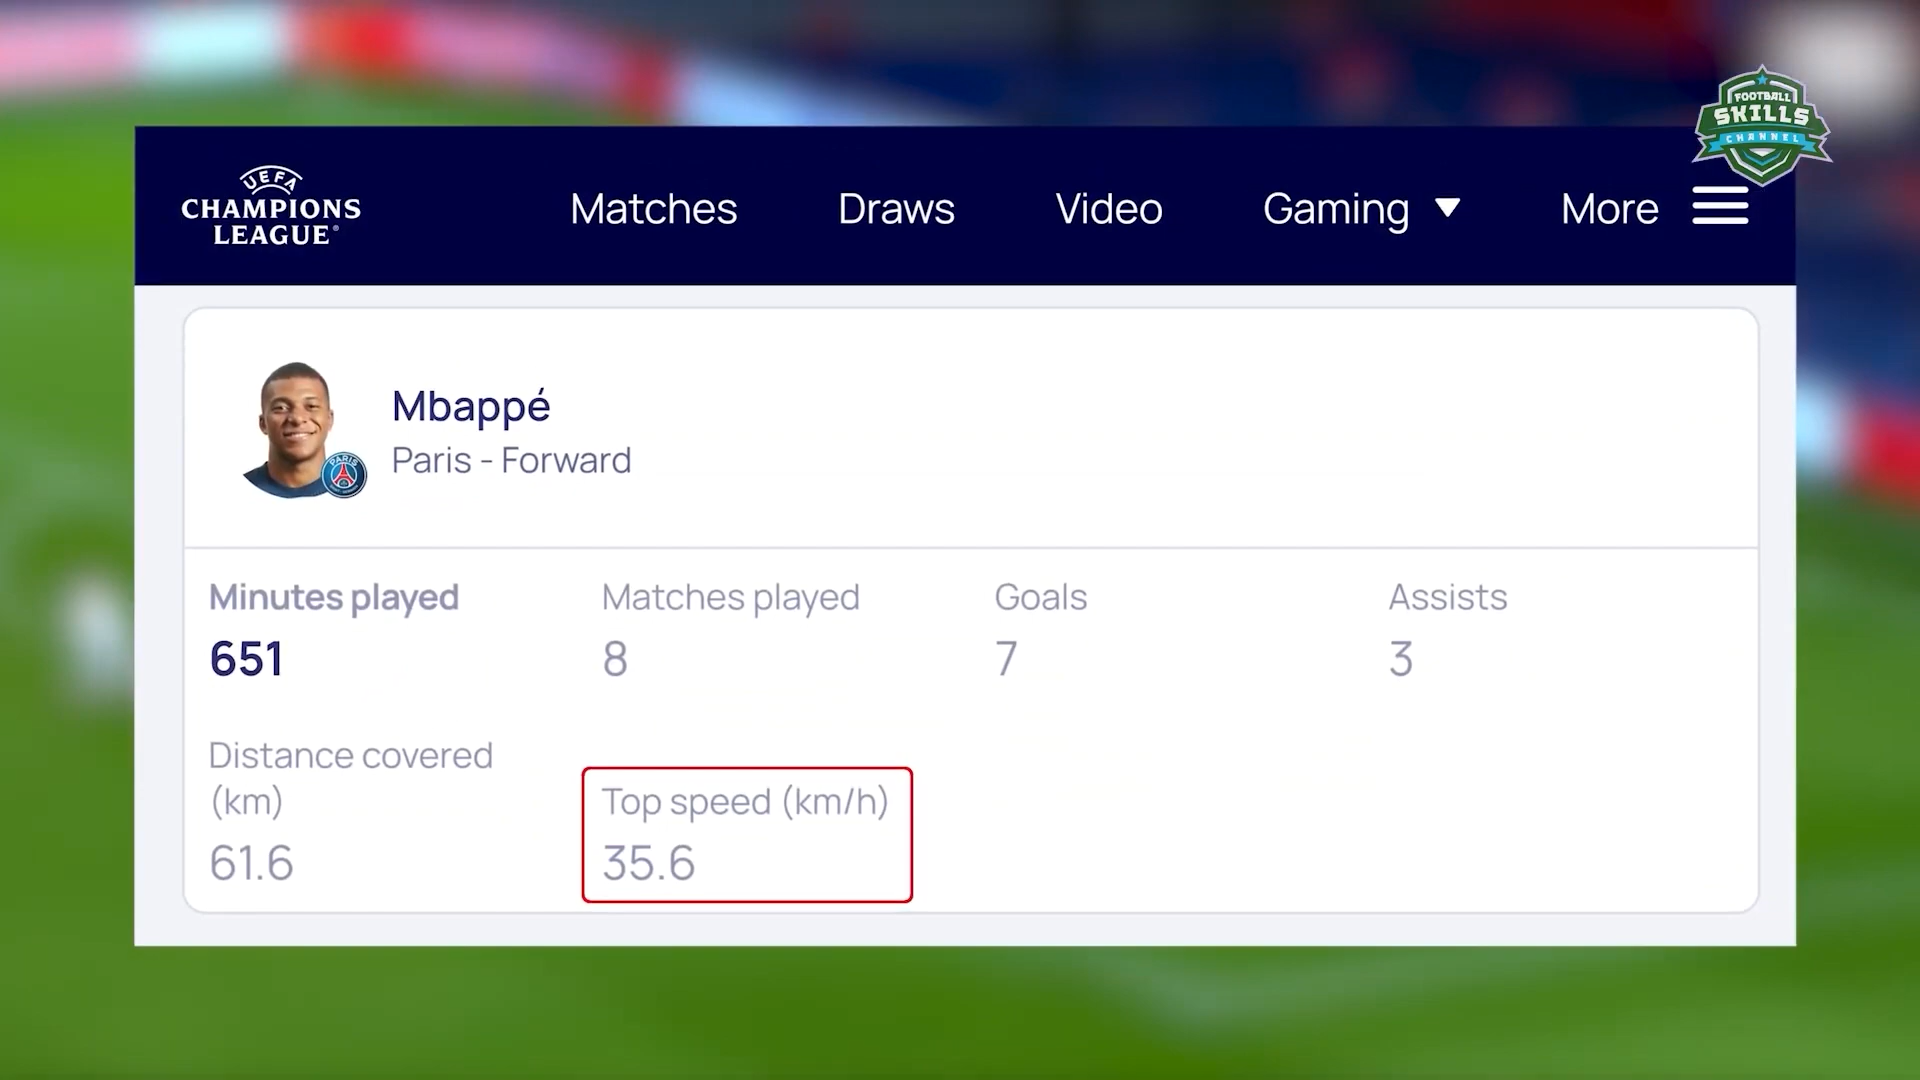 FOOTBALL
SKILLS
CHANNEL
UEFA
CHAMPIONS
LEAGUE®
Matches
Draws
Video
Gaming
More
Mbappé
PARIS
Paris - Forward
Minutes played
651
Matches played
8
Goals
7
Assists
3
Distance covered
(km)
61.6
Top speed (km/h)
35.6